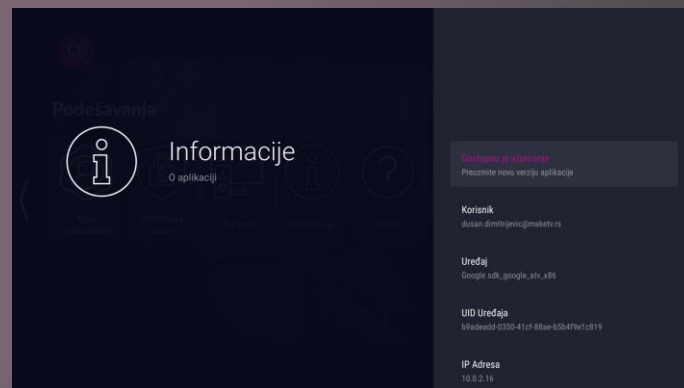 Podešavanja
Informacije
O aplikaciji
Dostupno je ažuriranje
Preuzmite novu verziju aplikacije
Korisnik
dusan.dimitrijevic@maketv.rs
Uređaj
Google sdk_google_atv_x86
UID Uređaja
b9adeadd-0350-41cf-88ae-b5b4f9e1c819
IP Adresa
10.0.2.16